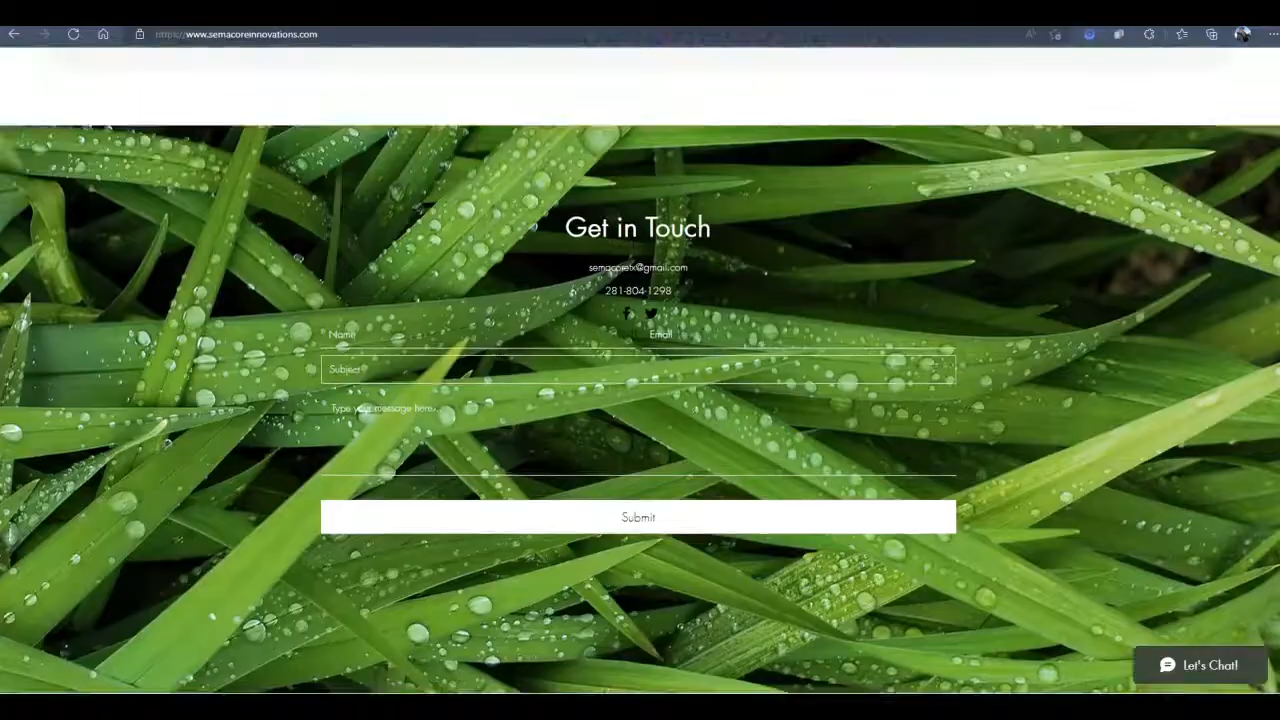 https://www.semacoreinnovations.com
Get in Touch
semacoretx@gmail.com
281-804-1298
Name
Email
Subject
Type your message here...
Submit
Let's Chat!